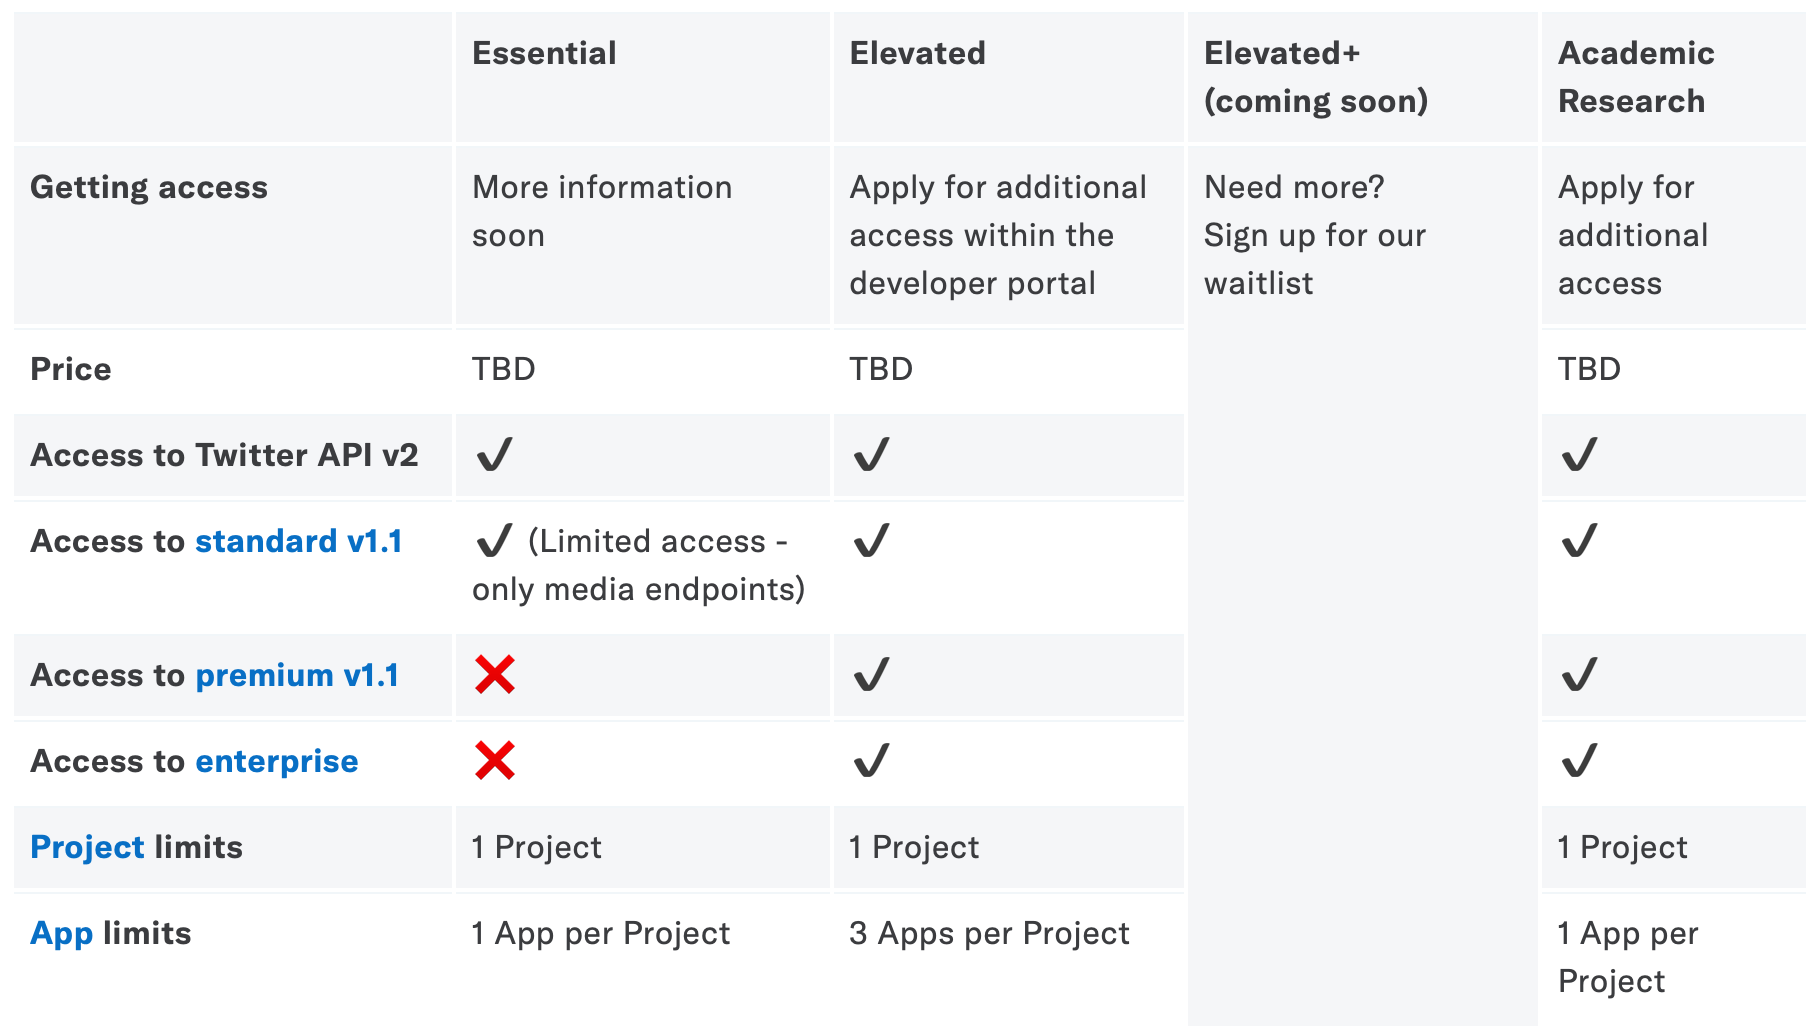 Essential
Elevated
Elevated+
(coming soon)
Academic
Research
Getting access
More information
soon
Apply for additional
access within the
developer portal
Need more?
Sign up for our
waitlist
Apply for
additional
access
Price
TBD
TBD
TBD
Access to Twitter API v2
✔
✔
✔
Access to standard v1.1
✔ (Limited access -
only media endpoints)
✔
✔
Access to premium v1.1
❌
✔
✔
Access to enterprise
❌
✔
✔
Project limits
1 Project
1 Project
1 Project
App limits
1 App per Project
3 Apps per Project
1 App per
Project